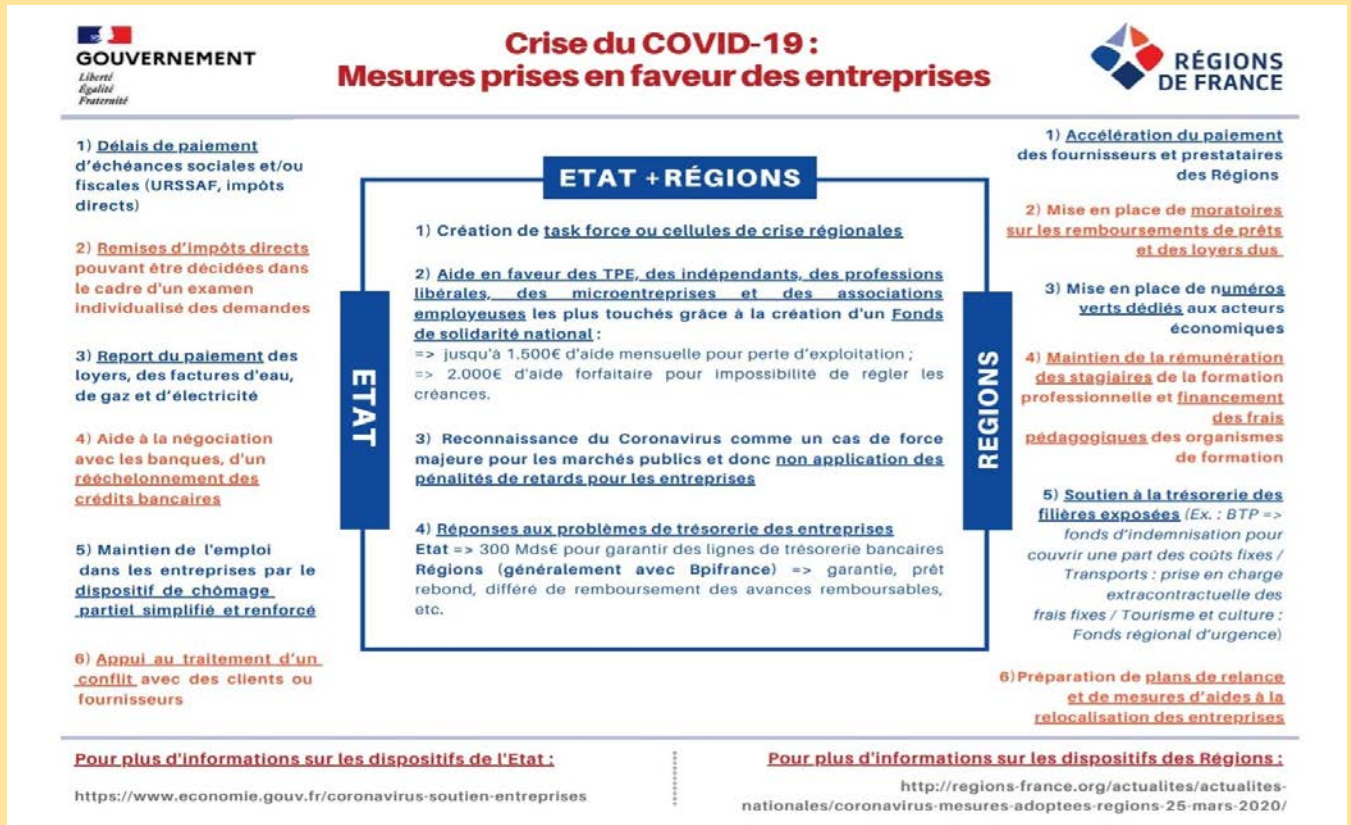 GOUVERNEMENT
Liberté
Égalité
Fraternité
Crise du COVID-19 :
Mesures prises en faveur des entreprises
RÉGIONS
DE FRANCE
1) Délais de paiement
d'échéances sociales et/ou
fiscales (URSSAF, impôts
directs)
2) Remises d'impôts directs
pouvant être décidées dans
le cadre d'un examen
individualisé des demandes
3) Report du paiement des
loyers, des factures d'eau,
de gaz et d'électricité
4) Aide à la négociation
avec les banques, d'un
rééchelonnement des
crédits bancaires
5) Maintien de l'emploi
dans les entreprises par le
dispositif de chômage
partiel simplifié et renforcé
6) Appui au traitement d'un
conflit avec des clients ou
fournisseurs
ETAT
ETAT + RÉGIONS
1) Création de task force ou cellules de crise régionales
2) Aide en faveur des TPE, des indépendants, des professions
libérales, des microentreprises et des associations
employeuses les plus touchés grâce à la création d'un Fonds
de solidarité national :
=> jusqu'à 1.500€ d'aide mensuelle pour perte d'exploitation ;
=> 2.000€ d'aide forfaitaire pour impossibilité de régler les
créances.
3) Reconnaissance du Coronavirus comme un cas de force
majeure pour les marchés publics et donc non application des
pénalités de retards pour les entreprises
4) Réponses aux problèmes de trésorerie des entreprises
Etat => 300 Mds€ pour garantir des lignes de trésorerie bancaires
Régions (généralement avec Bpifrance) => garantie, prêt
rebond, différé de remboursement des avances remboursables,
etc.
REGIONS
1) Accélération du paiement
des fournisseurs et prestataires
des Régions
2) Mise en place de moratoires
sur les remboursements de prêts
et des loyers dus
3) Mise en place de numéros
verts dédiés aux acteurs
économiques
4) Maintien de la rémunération
des stagiaires de la formation
professionnelle et financement
des frais
pédagogiques des organismes
de formation
5) Soutien à la trésorerie des
filières exposées (Ex. : BTP =>
fonds d'indemnisation pour
couvrir une part des coûts fixes /
Transports : prise en charge
extracontractuelle des
frais fixes / Tourisme et culture :
Fonds régional d'urgence)
6)Préparation de plans de relance
et de mesures d'aides à la
relocalisation des entreprises
Pour plus d'informations sur les dispositifs de l'Etat :
https://www.economie.gouv.fr/coronavirus-soutien-entreprises
Pour plus d'informations sur les dispositifs des Régions :
http://regions-france.org/actualites/actualites-
nationales/coronavirus-mesures-adoptees-regions-25-mars-2020/